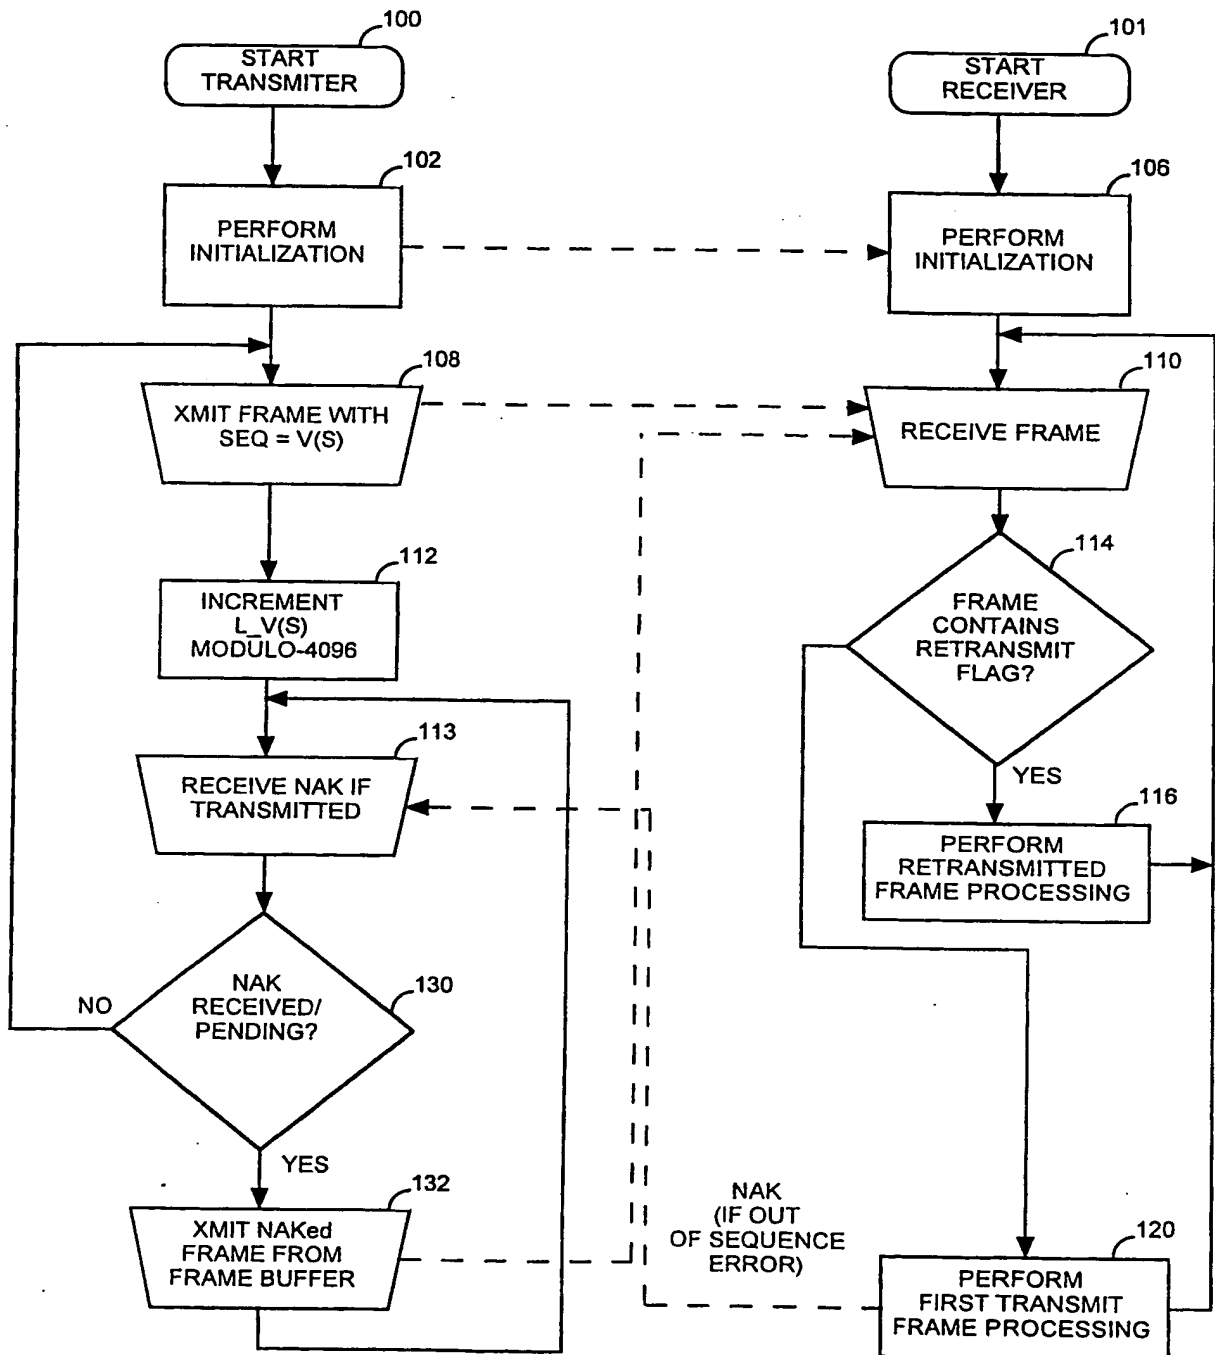 100
START
TRANSMITER
102
PERFORM
INITIALIZATION
108
XMIT FRAME WITH
SEQ = V(S)
112
INCREMENT
L_V(S)
MODULO-4096
113
RECEIVE NAK IF
TRANSMITTED
NO
NAK
RECEIVED/
PENDING?
130
YES
132
XMIT NAKed
FRAME FROM
FRAME BUFFER
101
START
RECEIVER
106
PERFORM
INITIALIZATION
110
RECEIVE FRAME
114
FRAME
CONTAINS
RETRANSMIT
FLAG?
YES
116
PERFORM
RETRANSMITTED
FRAME PROCESSING
NAK
(IF OUT
OF SEQUENCE
ERROR)
120
PERFORM
FIRST TRANSMIT
FRAME PROCESSING